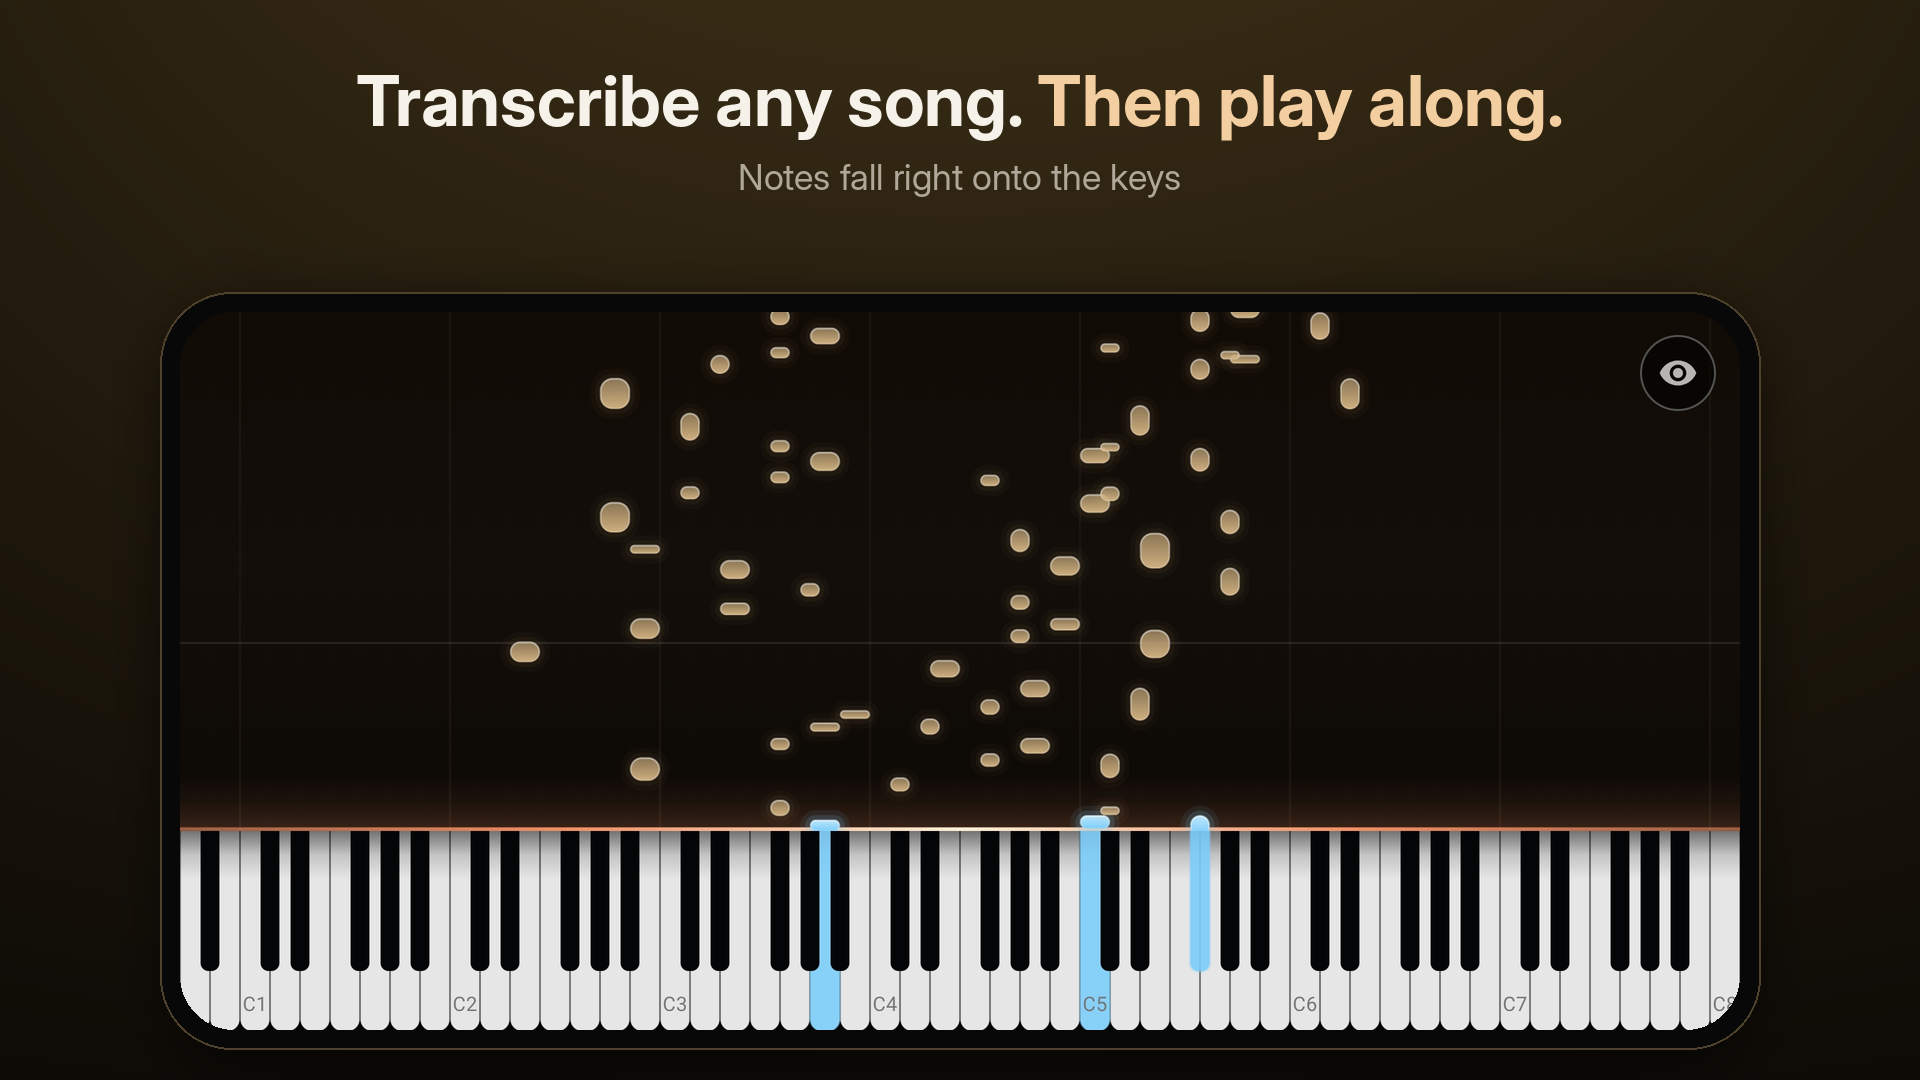 Transcribe any song. Then play along.
Notes fall right onto the keys
C1 C2 C3 C4 C5 C6 C7 C8